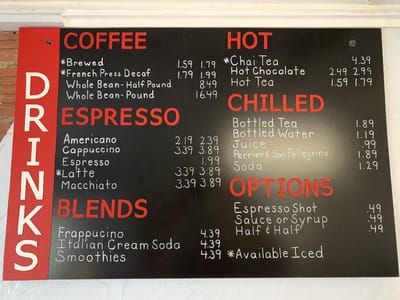 DRINKS
COFFEE
*Brewed 1.59 1.79
*French Press Decaf 1.79 1.99
Whole Bean-Half Pound 8.49
Whole Bean-Pound 16.49
ESPRESSO
Americano 2.19 2.39
Cappuccino 3.39 3.89
Espresso 1.99
*Latte 3.39 3.89
Macchiato 3.39 3.89
BLENDS
Frappucino 4.39
Italian Cream Soda 4.39
Smoothies 4.39
HOT
*Chai Tea 4.39
Hot Chocolate 2.49 2.95
Hot Tea 1.59 1.79
CHILLED
Bottled Tea 1.89
Bottled Water 1.19
Juice .99
Perrier & San Pellegrino 1.89
Soda 1.29
OPTIONS
Espresso Shot .49
Sauce or Syrup .49
Half & Half .49
*Available Iced